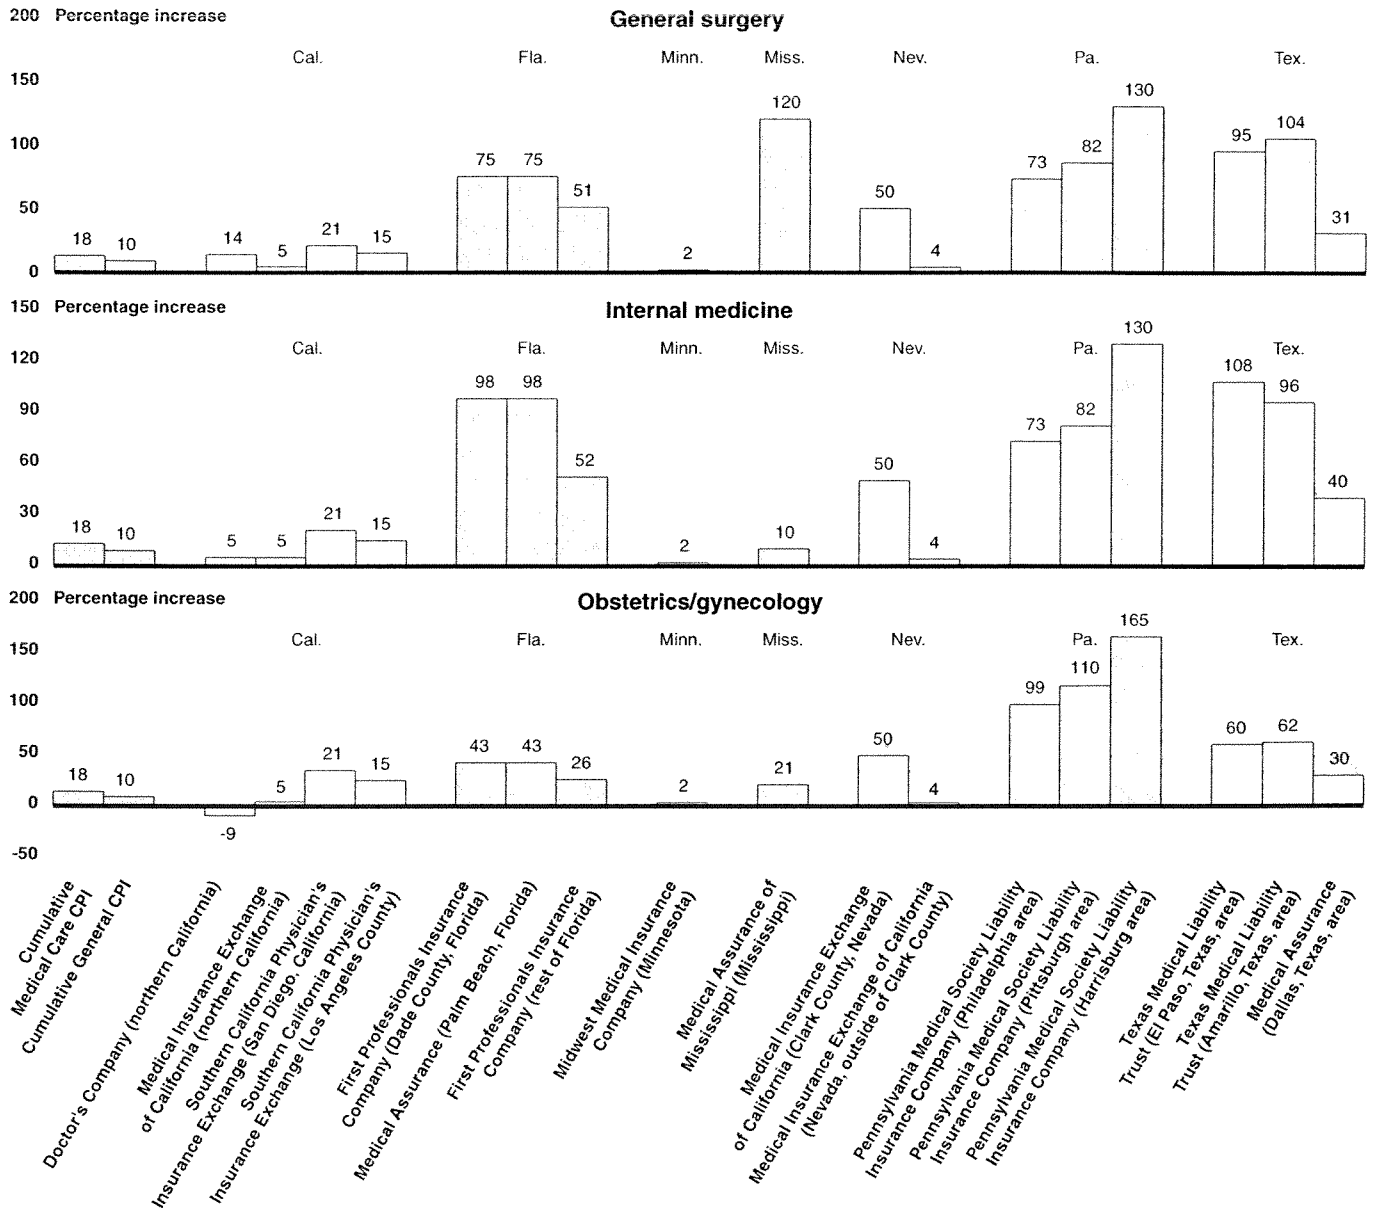 200 Percentage increase
General surgery
Cal. Fla. Minn. Miss. Nev. Pa. Tex.
150
100
50
0
18 10 14 5 21 15 75 75 51 2 120 50 4 73 82 130 95 104 31
150 Percentage increase
Internal medicine
Cal. Fla. Minn. Miss. Nev. Pa. Tex.
120
90
60
30
0
18 10 5 5 21 15 98 98 52 2 10 50 4 73 82 130 108 96 40
200 Percentage increase
Obstetrics/gynecology
Cal. Fla. Minn. Miss. Nev. Pa. Tex.
150
100
50
0
-50
18 10 -9 5 21 15 43 43 26 2 21 50 4 99 110 165 60 62 30
Cumulative
Medical Care CPI
Cumulative General CPI
Doctor's Company (northern California)
Medical Insurance Exchange
of California (northern California)
Southern California Physician's
Insurance Exchange (San Diego, California)
Southern California Physician's
Insurance Exchange (Los Angeles County)
First Professionals Insurance
Company (Dade County, Florida)
Medical Assurance (Palm Beach, Florida)
First Professionals Insurance
Company (rest of Florida)
Midwest Medical Insurance
Company (Minnesota)
Medical Assurance of
Mississippi (Mississippi)
Medical Insurance Exchange
of California (Clark County, Nevada)
Medical Insurance Exchange of California
(Nevada, outside of Clark County)
Pennsylvania Medical Society Liability
Insurance Company (Philadelphia area)
Pennsylvania Medical Society Liability
Insurance Company (Pittsburgh area)
Pennsylvania Medical Society Liability
Insurance Company (Harrisburg area)
Texas Medical Liability
Trust (El Paso, Texas, area)
Texas Medical Liability
Trust (Amarillo, Texas, area)
Medical Assurance
(Dallas, Texas, area)